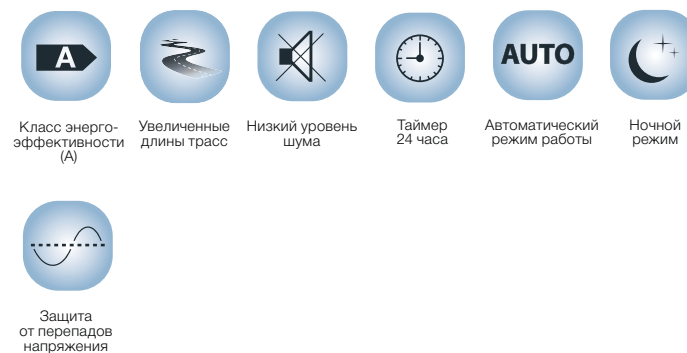 A
AUTO
Класс энерго-
эффективности
(A)
Увеличенные
длины трасс
Низкий уровень
шума
Таймер
24 часа
Автоматический
режим работы
Ночной
режим
Защита
от перепадов
напряжения